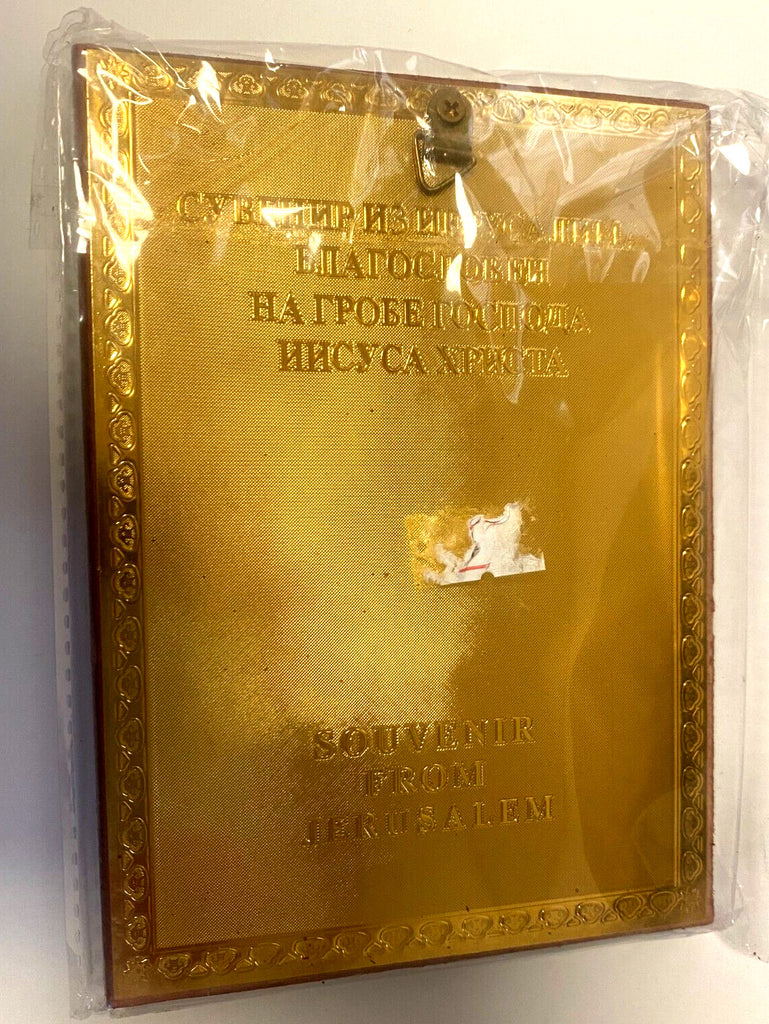 СУВЕНИР ИЗ ИЕРУСАЛИМА
БЛАГОСЛОВЕН
НА ГРОБЕ ГОСПОДА
ИИСУСА ХРИСТА
SOUVENIR
FROM
JERUSALEM